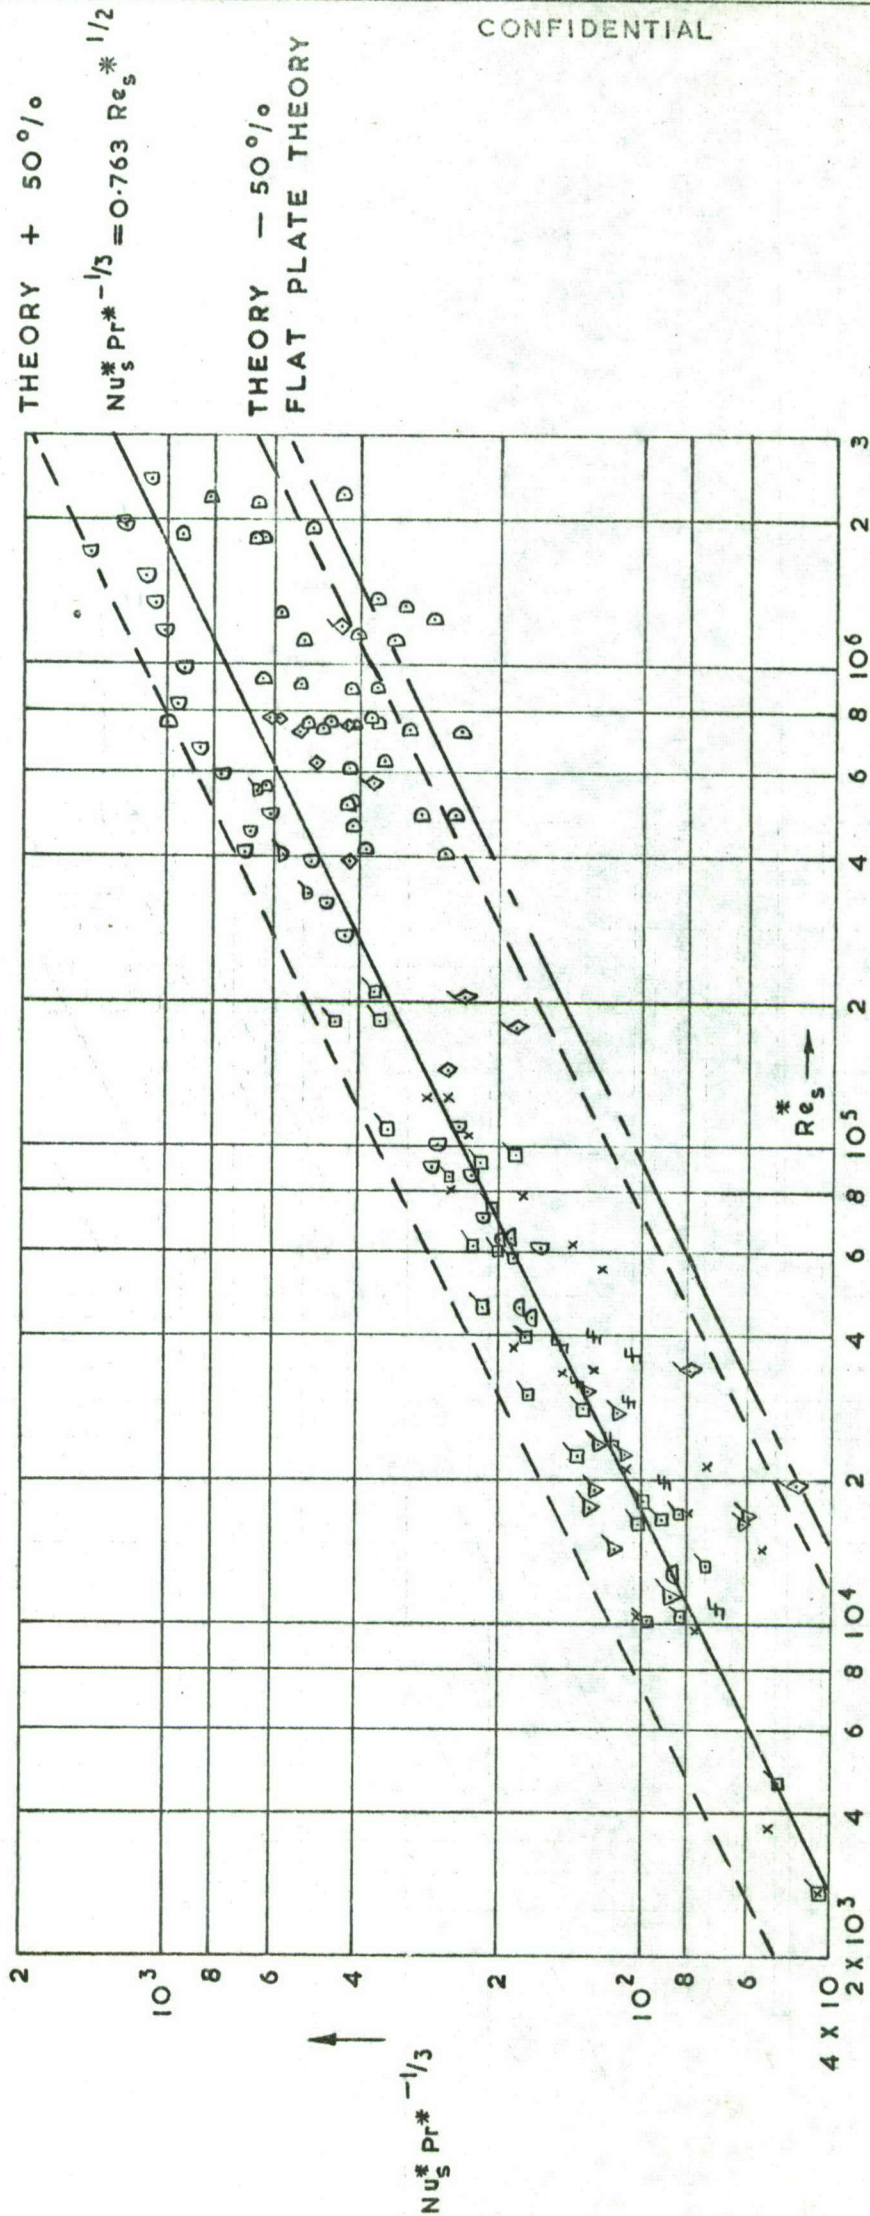 CONFIDENTIAL
THEORY + 50%
Nu*s Pr*^-1/3 = 0·763 Re*s^1/2
THEORY - 50%
FLAT PLATE THEORY
2
10³
8
6
4
2
10²
8
6
4 X 10
Nu*s Pr*^-1/3
2 X 10³
4
6
8
10⁴
2
4
6
8
10⁵
2
4
6
8
10⁶
2
3
Re*s